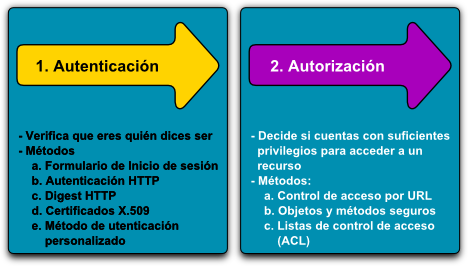 1. Autenticación
- Verifica que eres quién dices ser
- Métodos
a. Formulario de Inicio de sesión
b. Autenticación HTTP
c. Digest HTTP
d. Certificados X.509
e. Método de utenticación
personalizado
2. Autorización
- Decide si cuentas con suficientes
privilegios para acceder a un
recurso
- Métodos:
a. Control de acceso por URL
b. Objetos y métodos seguros
c. Listas de control de acceso
(ACL)